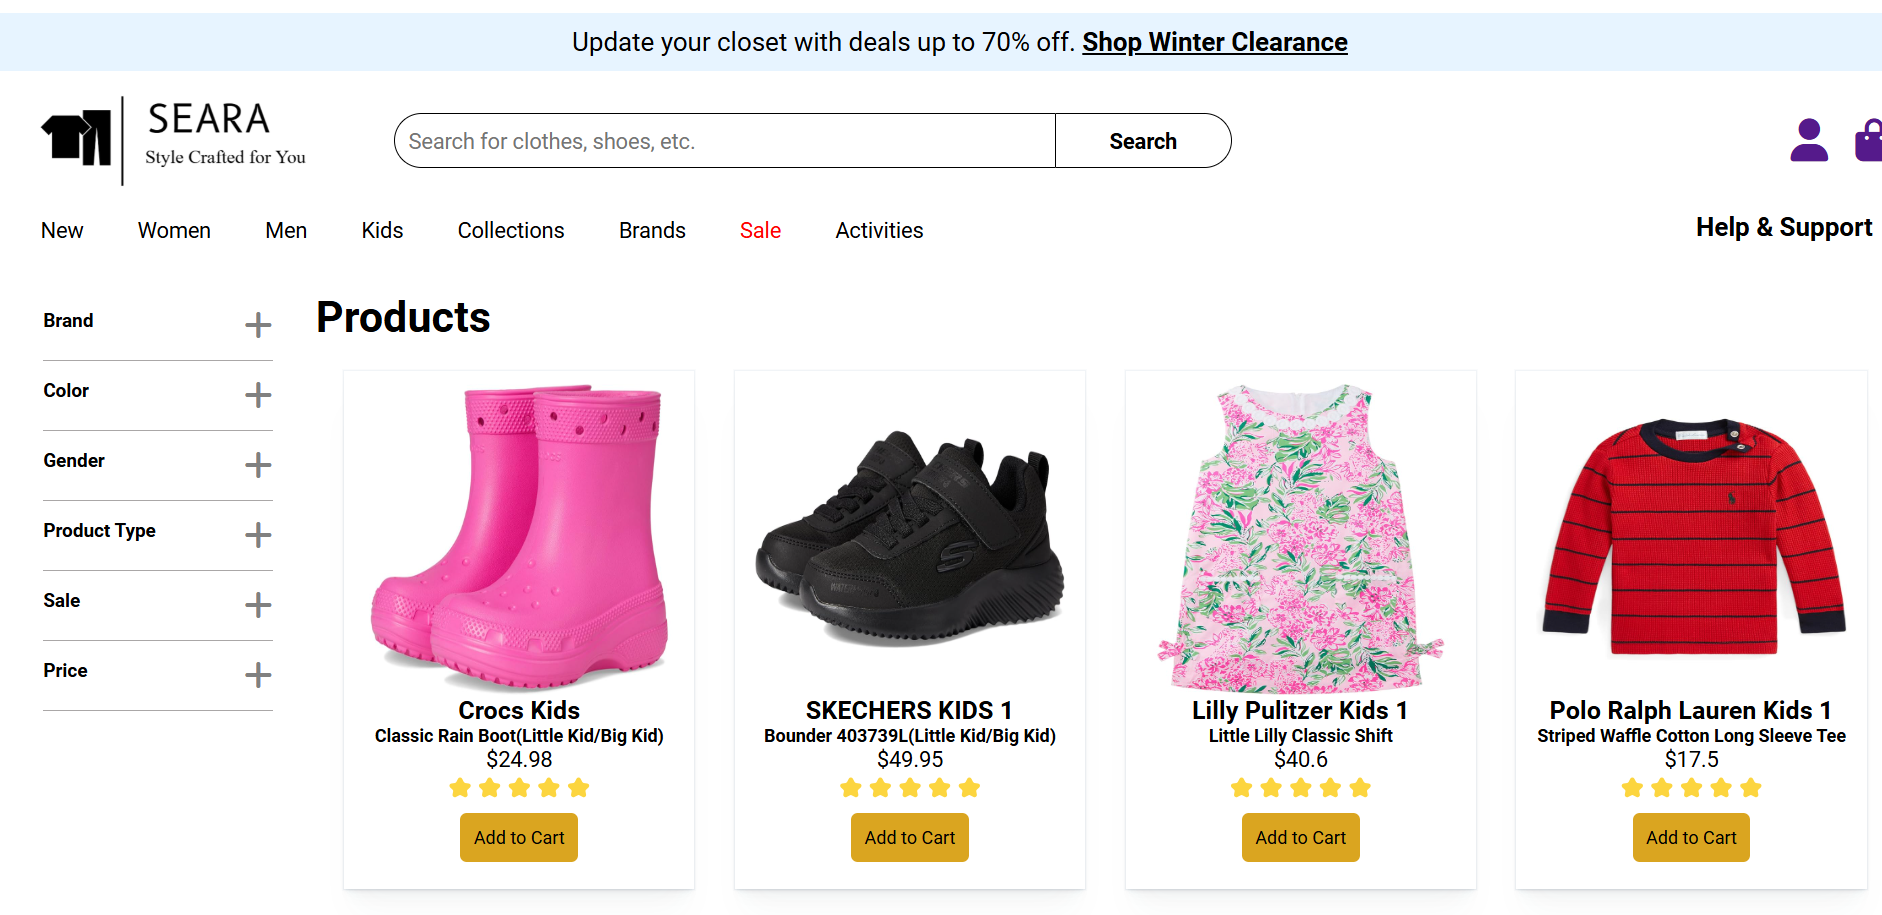 Update your closet with deals up to 70% off. Shop Winter Clearance
SEARA
Style Crafted for You
Search for clothes, shoes, etc.
Search
New Women Men Kids Collections Brands Sale Activities
Help & Support
Brand
Color
Gender
Product Type
Sale
Price
Products
Crocs Kids
Classic Rain Boot(Little Kid/Big Kid)
$24.98
Add to Cart
SKECHERS KIDS 1
Bounder 403739L(Little Kid/Big Kid)
$49.95
Add to Cart
Lilly Pulitzer Kids 1
Little Lilly Classic Shift
$40.6
Add to Cart
Polo Ralph Lauren Kids 1
Striped Waffle Cotton Long Sleeve Tee
$17.5
Add to Cart